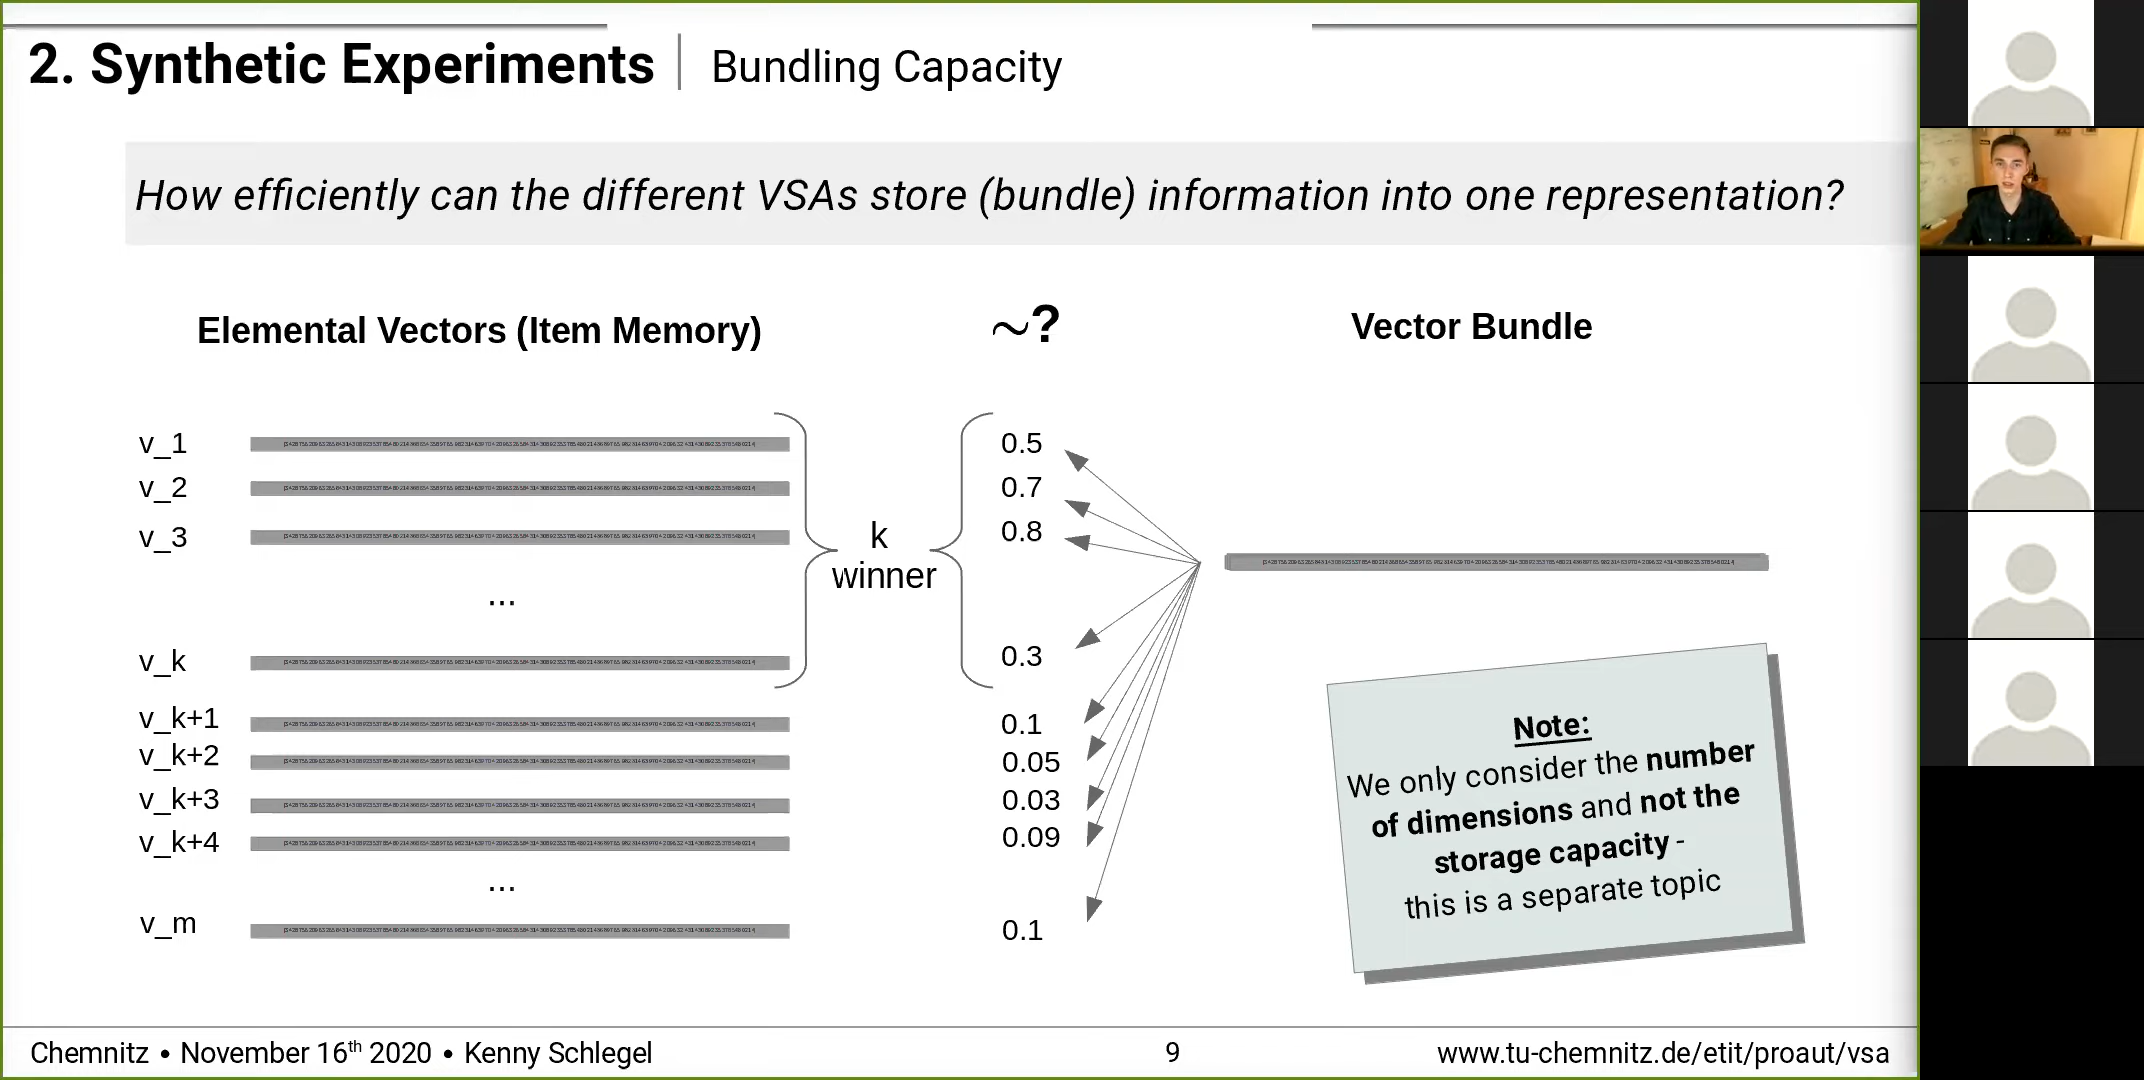 2. Synthetic Experiments Bundling Capacity
How efficiently can the different VSAs store (bundle) information into one representation?
Elemental Vectors (Item Memory)
~?
Vector Bundle
v_1
v_2
v_3
...
v_k
v_k+1
v_k+2
v_k+3
v_k+4
...
v_m
k
winner
0.5
0.7
0.8
0.3
0.1
0.05
0.03
0.09
0.1
Note:
We only consider the number
of dimensions and not the
storage capacity -
this is a separate topic
Chemnitz • November 16th 2020 • Kenny Schlegel
9
www.tu-chemnitz.de/etit/proaut/vsa